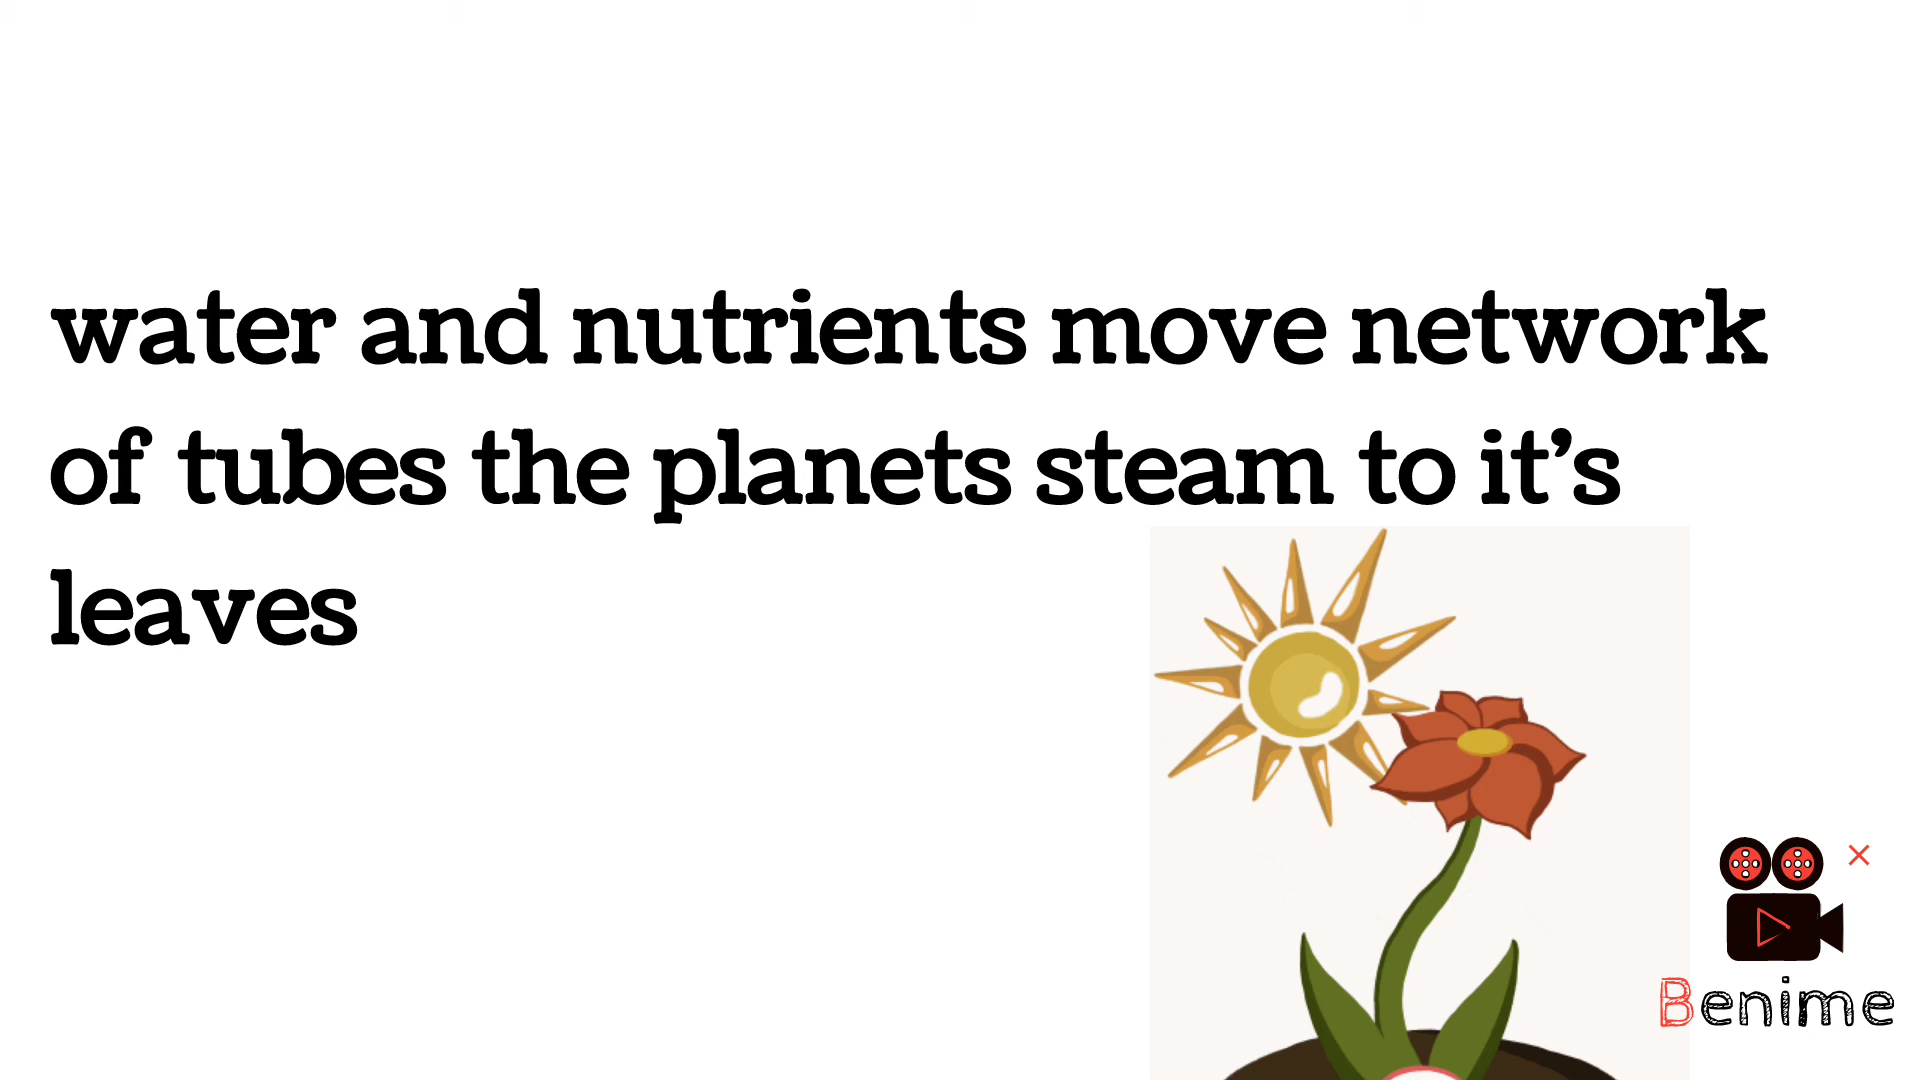 water and nutrients move network
of tubes the planets steam to it’s
leaves
Benime